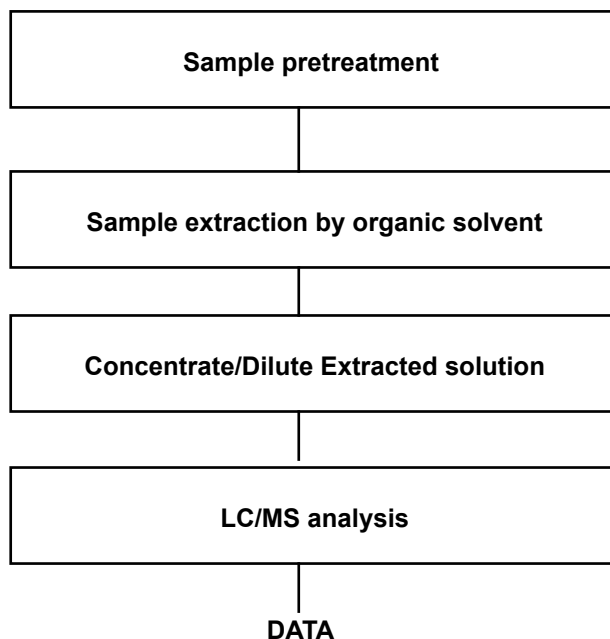 Sample pretreatment
Sample extraction by organic solvent
Concentrate/Dilute Extracted solution
LC/MS analysis
DATA